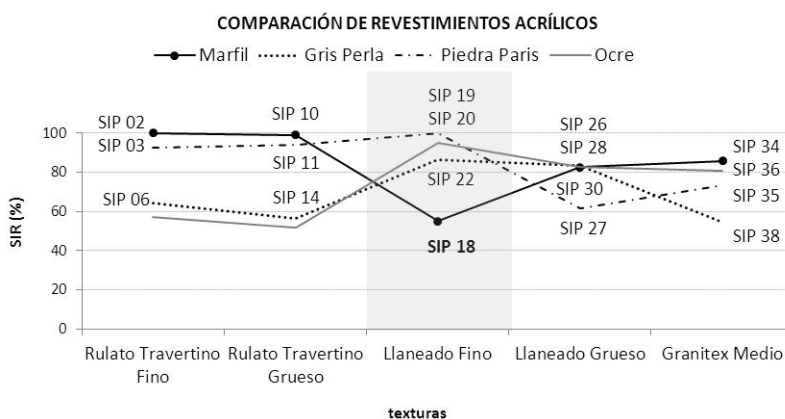 COMPARACIÓN DE REVESTIMIENTOS ACRÍLICOS
Marfil Gris Perla Piedra Paris Ocre
SIP 19
SIP 02 SIP 10 SIP 20 SIP 26
100
SIP 03 SIP 11 SIP 28 SIP 34
80
SIP 06 SIP 14 SIP 22 SIP 30 SIP 36
60
SIP 35
SIP 27
SIP 18 SIP 38
40
20
0
SIR (%)
Rulato Travertino Fino
Rulato Travertino Grueso
Llaneado Fino
Llaneado Grueso
Granitex Medio
texturas